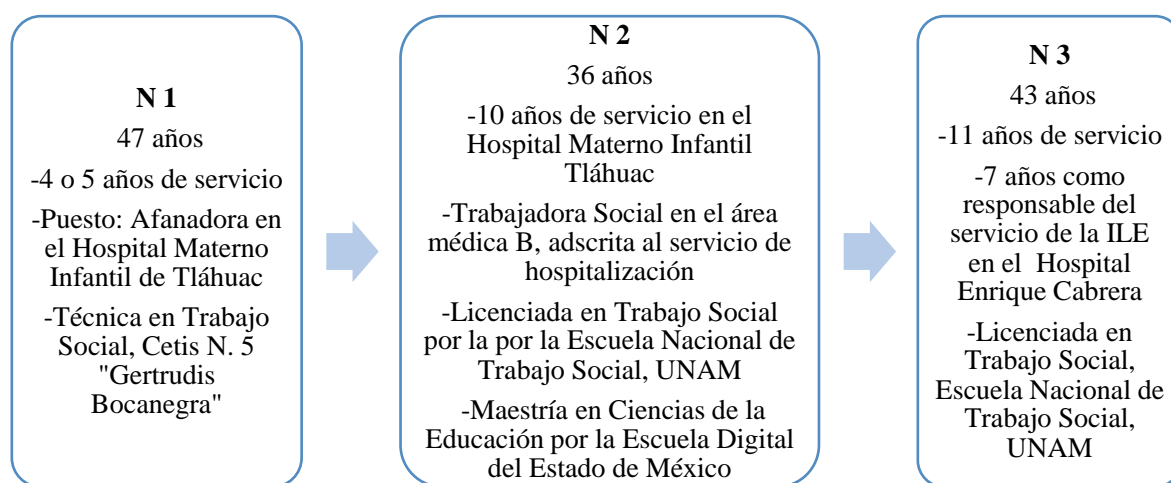 N 1
47 años
-4 o 5 años de servicio
-Puesto: Afanadora en
el Hospital Materno
Infantil de Tláhuac
-Técnica en Trabajo
Social, Cetis N. 5
"Gertrudis
Bocanegra"
N 2
36 años
-10 años de servicio en el
Hospital Materno Infantil
Tláhuac
-Trabajadora Social en el área
médica B, adscrita al servicio de
hospitalización
-Licenciada en Trabajo Social
por la por la Escuela Nacional de
Trabajo Social, UNAM
-Maestría en Ciencias de la
Educación por la Escuela Digital
del Estado de México
N 3
43 años
-11 años de servicio
-7 años como
responsable del
servicio de la ILE
en el Hospital
Enrique Cabrera
-Licenciada en
Trabajo Social,
Escuela Nacional de
Trabajo Social,
UNAM